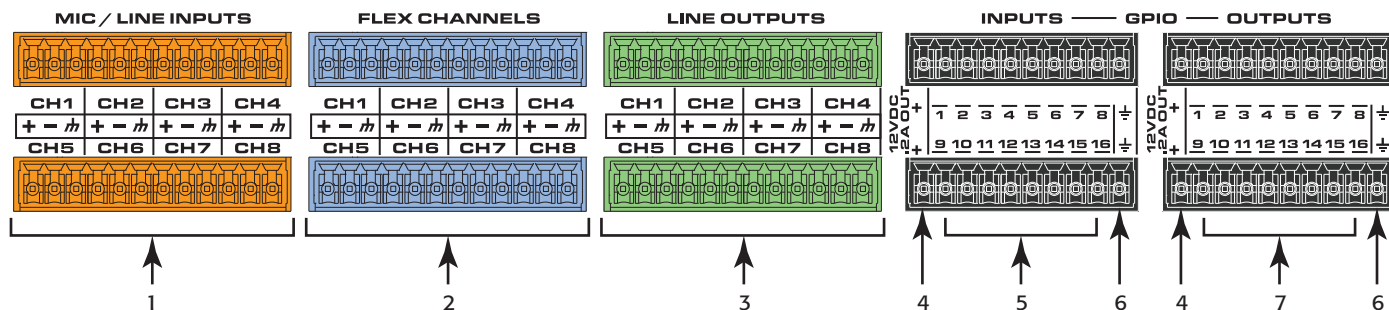 MIC / LINE INPUTS
FLEX CHANNELS
LINE OUTPUTS
INPUTS — GPIO — OUTPUTS
CH1 CH2 CH3 CH4
+ − + − + − + −
CH5 CH6 CH7 CH8
CH1 CH2 CH3 CH4
+ − + − + − + −
CH5 CH6 CH7 CH8
CH1 CH2 CH3 CH4
+ − + − + − + −
CH5 CH6 CH7 CH8
12VDC
.2A OUT
+ 1 2 3 4 5 6 7 8
+ 9 10 11 12 13 14 15 16
12VDC
.2A OUT
+ 1 2 3 4 5 6 7 8
+ 9 10 11 12 13 14 15 16
1 2 3 4 5 6 4 7 6